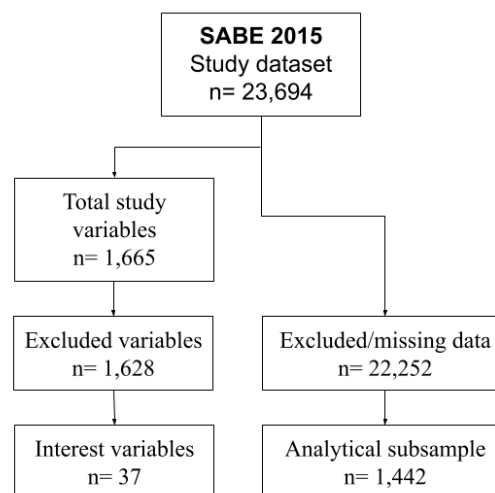 SABE 2015
Study dataset
n= 23,694
Total study
variables
n= 1,665
Excluded variables
n= 1,628
Excluded/missing data
n= 22,252
Interest variables
n= 37
Analytical subsample
n= 1,442